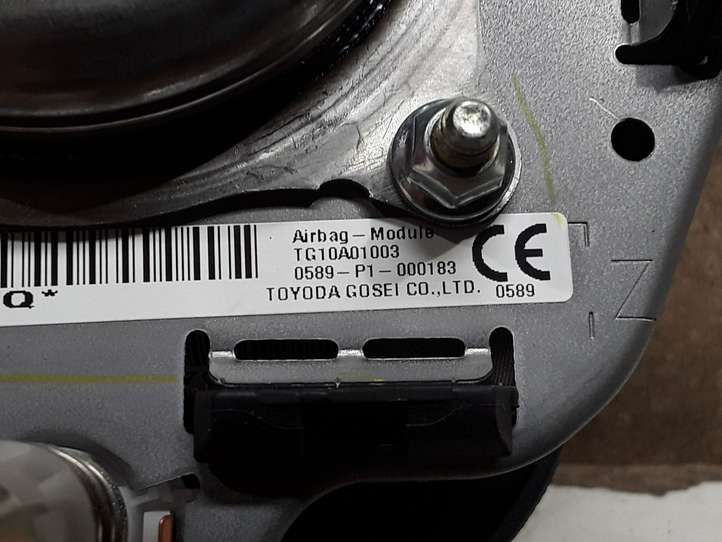 Airbag - Module
TG10A01003
0589-P1-000183
TOYODA GOSEI CO.,LTD.
CE
0589
Q*